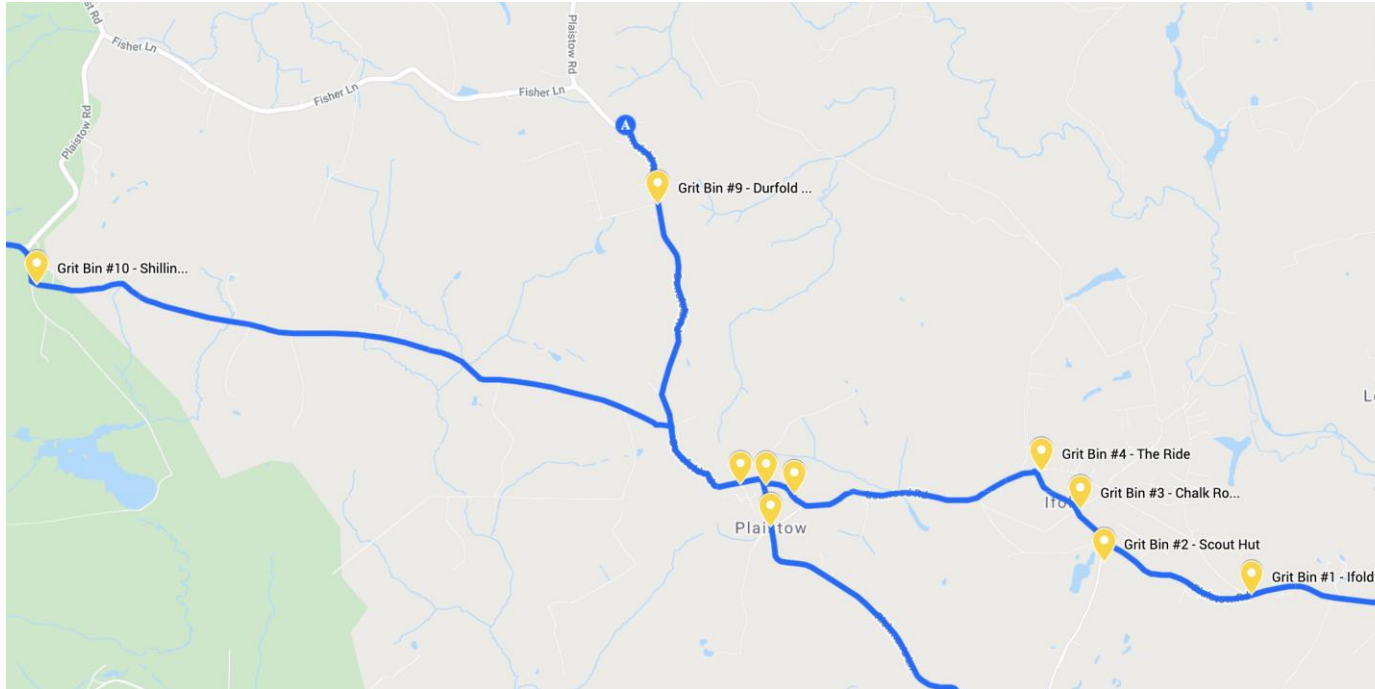 Fisher Ln
Plaistow Rd
Fisher Ln
Fisher Ln
Plaistow Rd
A
Grit Bin #9 - Durfold ...
Grit Bin #10 - Shillin...
Grit Bin #4 - The Ride
Grit Bin #3 - Chalk Ro...
Plaistow
Grit Bin #2 - Scout Hut
Grit Bin #1 - Ifold
Plaistow Rd